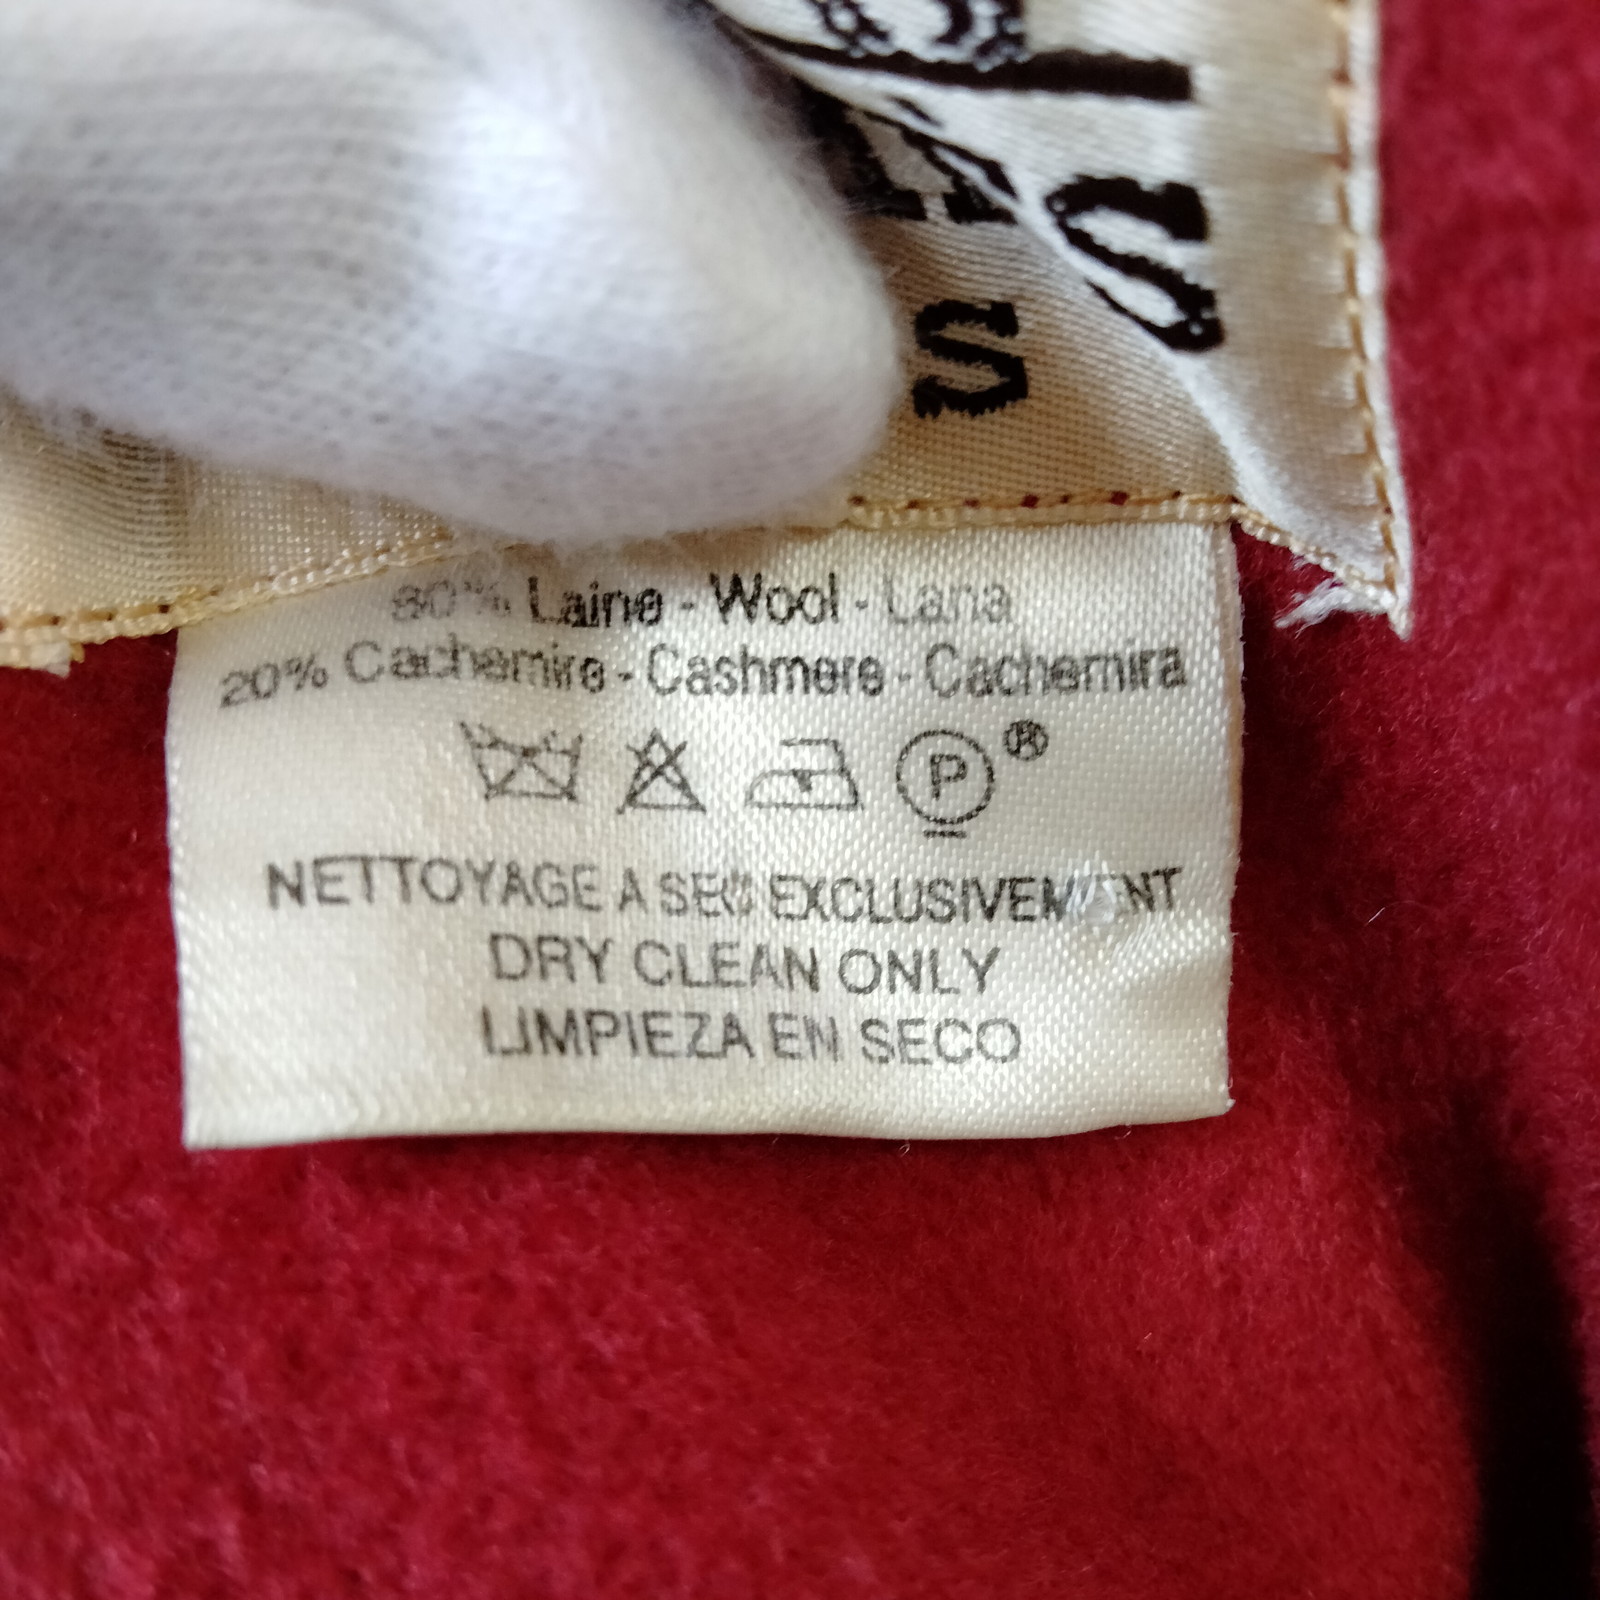 S
S
80% Laine - Wool - Lana
20% Cachemire - Cashmere - Cachemira
P ®
NETTOYAGE A SEC EXCLUSIVEMENT
DRY CLEAN ONLY
LIMPIEZA EN SECO